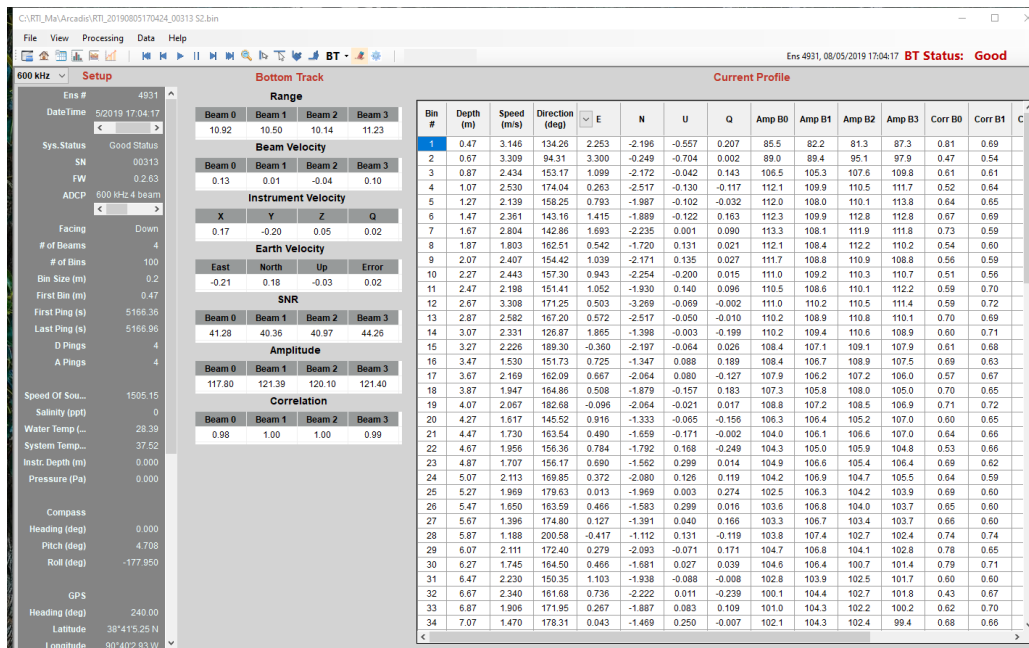 C:\RTI_Ma\Arcadis\RTI_20190805170424_00313 S2.bin
File View Processing Data Help
BT Ens 4931, 08/05/2019 17:04:17 BT Status: Good
600 kHz Setup
Ens # 4931
DateTime 5/2019 17:04:17
Sys.Status Good Status
SN 00313
FW 0.2.63
ADCP 600 kHz 4 beam
Facing Down
# of Beams 4
# of Bins 100
Bin Size (m) 0.2
First Bin (m) 0.47
First Ping (s) 5166.36
Last Ping (s) 5166.96
D Pings 4
A Pings 4
Speed Of Sou... 1505.15
Salinity (ppt) 0
Water Temp (... 28.39
System Temp... 37.52
Instr. Depth (m) 0.000
Pressure (Pa) 0.000
Compass
Heading (deg) 0.000
Pitch (deg) 4.708
Roll (deg) -177.950
GPS
Heading (deg) 240.00
Latitude 38°41'5.25 N
Longitude 90°40'2.93 W
Bottom Track
Range
Beam 0 Beam 1 Beam 2 Beam 3
10.92 10.50 10.14 11.23
Beam Velocity
Beam 0 Beam 1 Beam 2 Beam 3
0.13 0.01 -0.04 0.10
Instrument Velocity
X Y Z Q
0.17 -0.20 0.05 0.02
Earth Velocity
East North Up Error
-0.21 0.18 -0.03 0.02
SNR
Beam 0 Beam 1 Beam 2 Beam 3
41.28 40.36 40.97 44.26
Amplitude
Beam 0 Beam 1 Beam 2 Beam 3
117.80 121.39 120.10 121.40
Correlation
Beam 0 Beam 1 Beam 2 Beam 3
0.98 1.00 1.00 0.99
Current Profile
Bin # Depth (m) Speed (m/s) Direction (deg) E N U Q Amp B0 Amp B1 Amp B2 Amp B3 Corr B0 Corr B1 C
1 0.47 3.146 134.26 2.253 -2.196 -0.557 0.207 85.5 82.2 81.3 87.3 0.81 0.69
2 0.67 3.309 94.31 3.300 -0.249 -0.704 0.002 89.0 89.4 95.1 97.9 0.47 0.54
3 0.87 2.434 153.17 1.099 -2.172 -0.042 0.143 106.5 105.3 107.6 109.8 0.61 0.61
4 1.07 2.530 174.04 0.263 -2.517 -0.130 -0.117 112.1 109.9 110.5 111.7 0.52 0.64
5 1.27 2.139 158.25 0.793 -1.987 -0.102 -0.032 112.0 108.0 110.1 113.8 0.64 0.65
6 1.47 2.361 143.16 1.415 -1.889 -0.122 0.163 112.3 109.9 112.8 112.8 0.67 0.69
7 1.67 2.804 142.86 1.693 -2.235 0.001 0.090 113.3 108.1 111.9 111.8 0.73 0.59
8 1.87 1.803 162.51 0.542 -1.720 0.131 0.021 112.1 108.4 112.2 110.2 0.54 0.60
9 2.07 2.407 154.42 1.039 -2.171 0.135 0.027 111.7 108.8 110.9 108.8 0.56 0.59
10 2.27 2.443 157.30 0.943 -2.254 -0.200 0.015 111.0 109.2 110.3 110.7 0.51 0.56
11 2.47 2.198 151.41 1.052 -1.930 0.140 0.096 110.5 108.6 110.1 112.2 0.59 0.70
12 2.67 3.308 171.25 0.503 -3.269 -0.069 -0.002 111.0 110.2 110.5 111.4 0.59 0.72
13 2.87 2.582 167.20 0.572 -2.517 -0.050 -0.010 110.2 108.9 110.8 110.1 0.70 0.69
14 3.07 2.331 126.87 1.865 -1.398 -0.003 -0.199 110.2 109.4 110.6 108.9 0.60 0.71
15 3.27 2.226 189.30 -0.360 -2.197 -0.064 0.026 108.4 107.1 109.1 107.9 0.61 0.68
16 3.47 1.530 151.73 0.725 -1.347 0.088 0.189 108.4 106.7 108.9 107.5 0.69 0.63
17 3.67 2.169 162.09 0.667 -2.064 0.080 -0.127 107.9 106.2 107.2 106.0 0.57 0.67
18 3.87 1.947 164.86 0.508 -1.879 -0.157 0.183 107.3 105.8 108.0 105.0 0.70 0.65
19 4.07 2.067 182.68 -0.096 -2.064 -0.021 0.017 108.8 107.2 108.5 106.9 0.71 0.72
20 4.27 1.617 145.52 0.916 -1.333 -0.065 -0.156 106.3 106.4 105.2 107.0 0.60 0.65
21 4.47 1.730 163.54 0.490 -1.659 -0.171 -0.002 104.0 106.1 106.6 107.0 0.64 0.66
22 4.67 1.956 156.36 0.784 -1.792 0.168 -0.249 104.3 105.0 105.9 104.8 0.53 0.66
23 4.87 1.707 156.17 0.690 -1.562 0.299 0.014 104.9 106.6 105.4 106.4 0.69 0.62
24 5.07 2.113 169.85 0.372 -2.080 0.126 0.119 104.2 106.9 104.7 105.5 0.64 0.59
25 5.27 1.969 179.63 0.013 -1.969 0.003 0.274 102.5 106.3 104.2 103.9 0.69 0.60
26 5.47 1.650 163.59 0.466 -1.583 0.299 0.016 103.6 106.8 104.0 103.7 0.65 0.60
27 5.67 1.396 174.80 0.127 -1.391 0.040 0.166 103.3 106.7 103.4 103.7 0.66 0.60
28 5.87 1.188 200.58 -0.417 -1.112 0.131 -0.119 103.8 107.4 102.7 102.4 0.74 0.74
29 6.07 2.111 172.40 0.279 -2.093 -0.071 0.171 104.7 106.8 104.1 102.8 0.78 0.65
30 6.27 1.745 164.50 0.466 -1.681 0.027 0.039 104.6 106.4 100.7 101.4 0.79 0.71
31 6.47 2.230 150.35 1.103 -1.938 -0.088 -0.008 102.8 103.9 102.5 101.7 0.60 0.60
32 6.67 2.340 161.68 0.736 -2.222 0.011 -0.239 100.1 104.4 102.7 101.8 0.43 0.67
33 6.87 1.906 171.95 0.267 -1.887 0.083 0.109 101.0 104.3 102.2 100.2 0.62 0.70
34 7.07 1.470 178.31 0.043 -1.469 0.250 -0.007 102.1 104.3 102.4 99.4 0.68 0.66